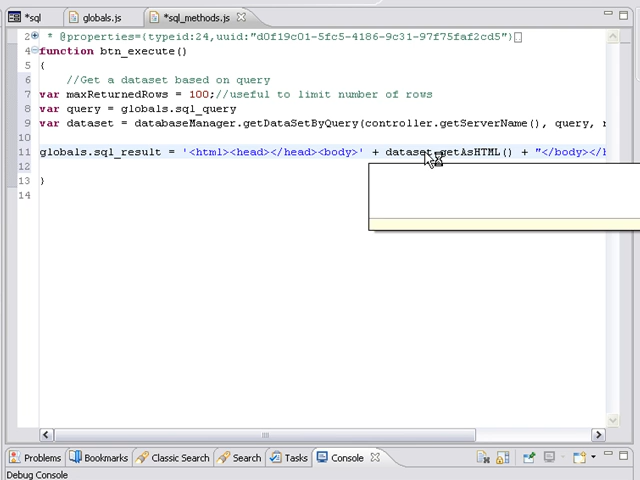 *sql globals.js *sql_methods.js
2 * @properties=(typeid:24,uuid:"d0f19c01-5fc5-4186-9c31-97f75faf2cd5")
4 function btn_execute()
5 {
6 //Get a dataset based on query
7 var maxReturnedRows = 100;//useful to limit number of rows
8 var query = globals.sql_query
9 var dataset = databaseManager.getDataSetByQuery(controller.getServerName(), query,
10
11 globals.sql_result = '<html><head></head><body>' + dataset.getAsHTML() + "</body></
12
13 }
14
Problems Bookmarks Classic Search Search Tasks Console
Debug Console